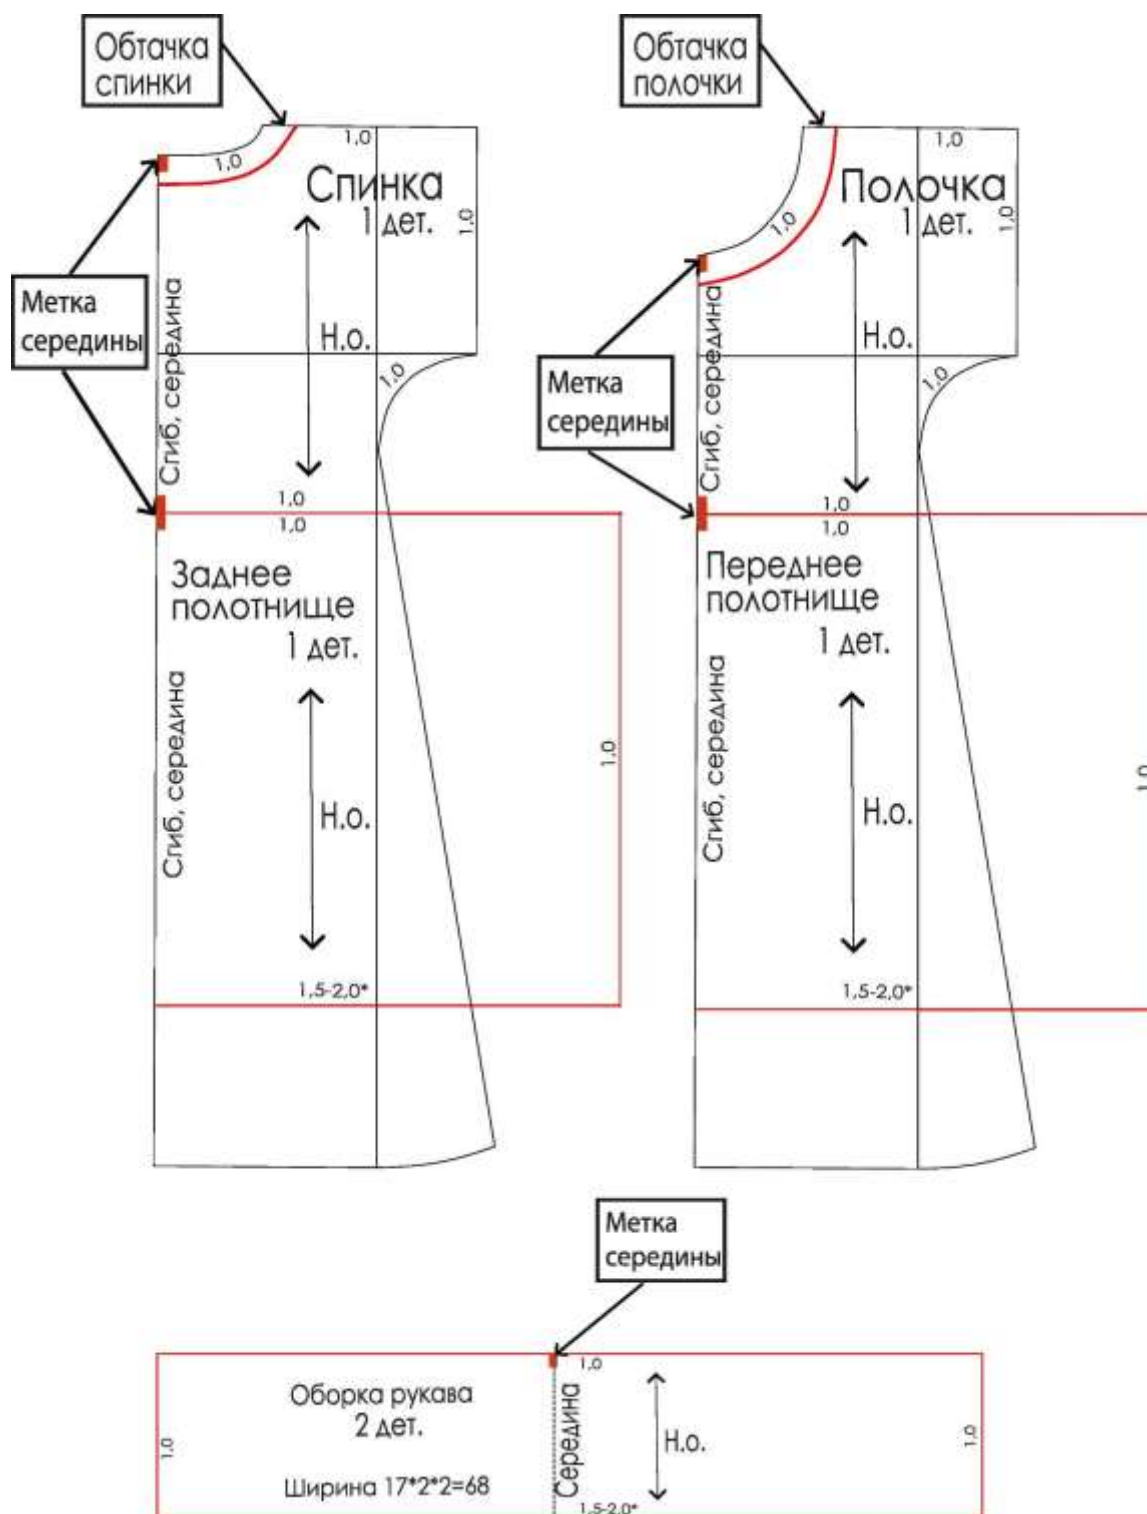 Обтачка
спинки
Обтачка
полочки
1,0
1,0
1,0
Спинка
1 дет.
1,0
1,0
Полочка
1 дет.
1,0
Метка
середины
Сгиб, середина
Н.о.
1,0
Сгиб, середина
Н.о.
1,0
Метка
середины
1,0
1,0
1,0
1,0
Заднее
полотнище
1 дет.
Переднее
полотнище
1 дет.
Сгиб, середина
Н.о.
1,0
Сгиб, середина
Н.о.
1,0
1,5-2,0*
1,5-2,0*
Метка
середины
1,0
Оборка рукава
2 дет.
1,0
Середина
Н.о.
1,0
Ширина 17*2*2=68
1,5-2,0*